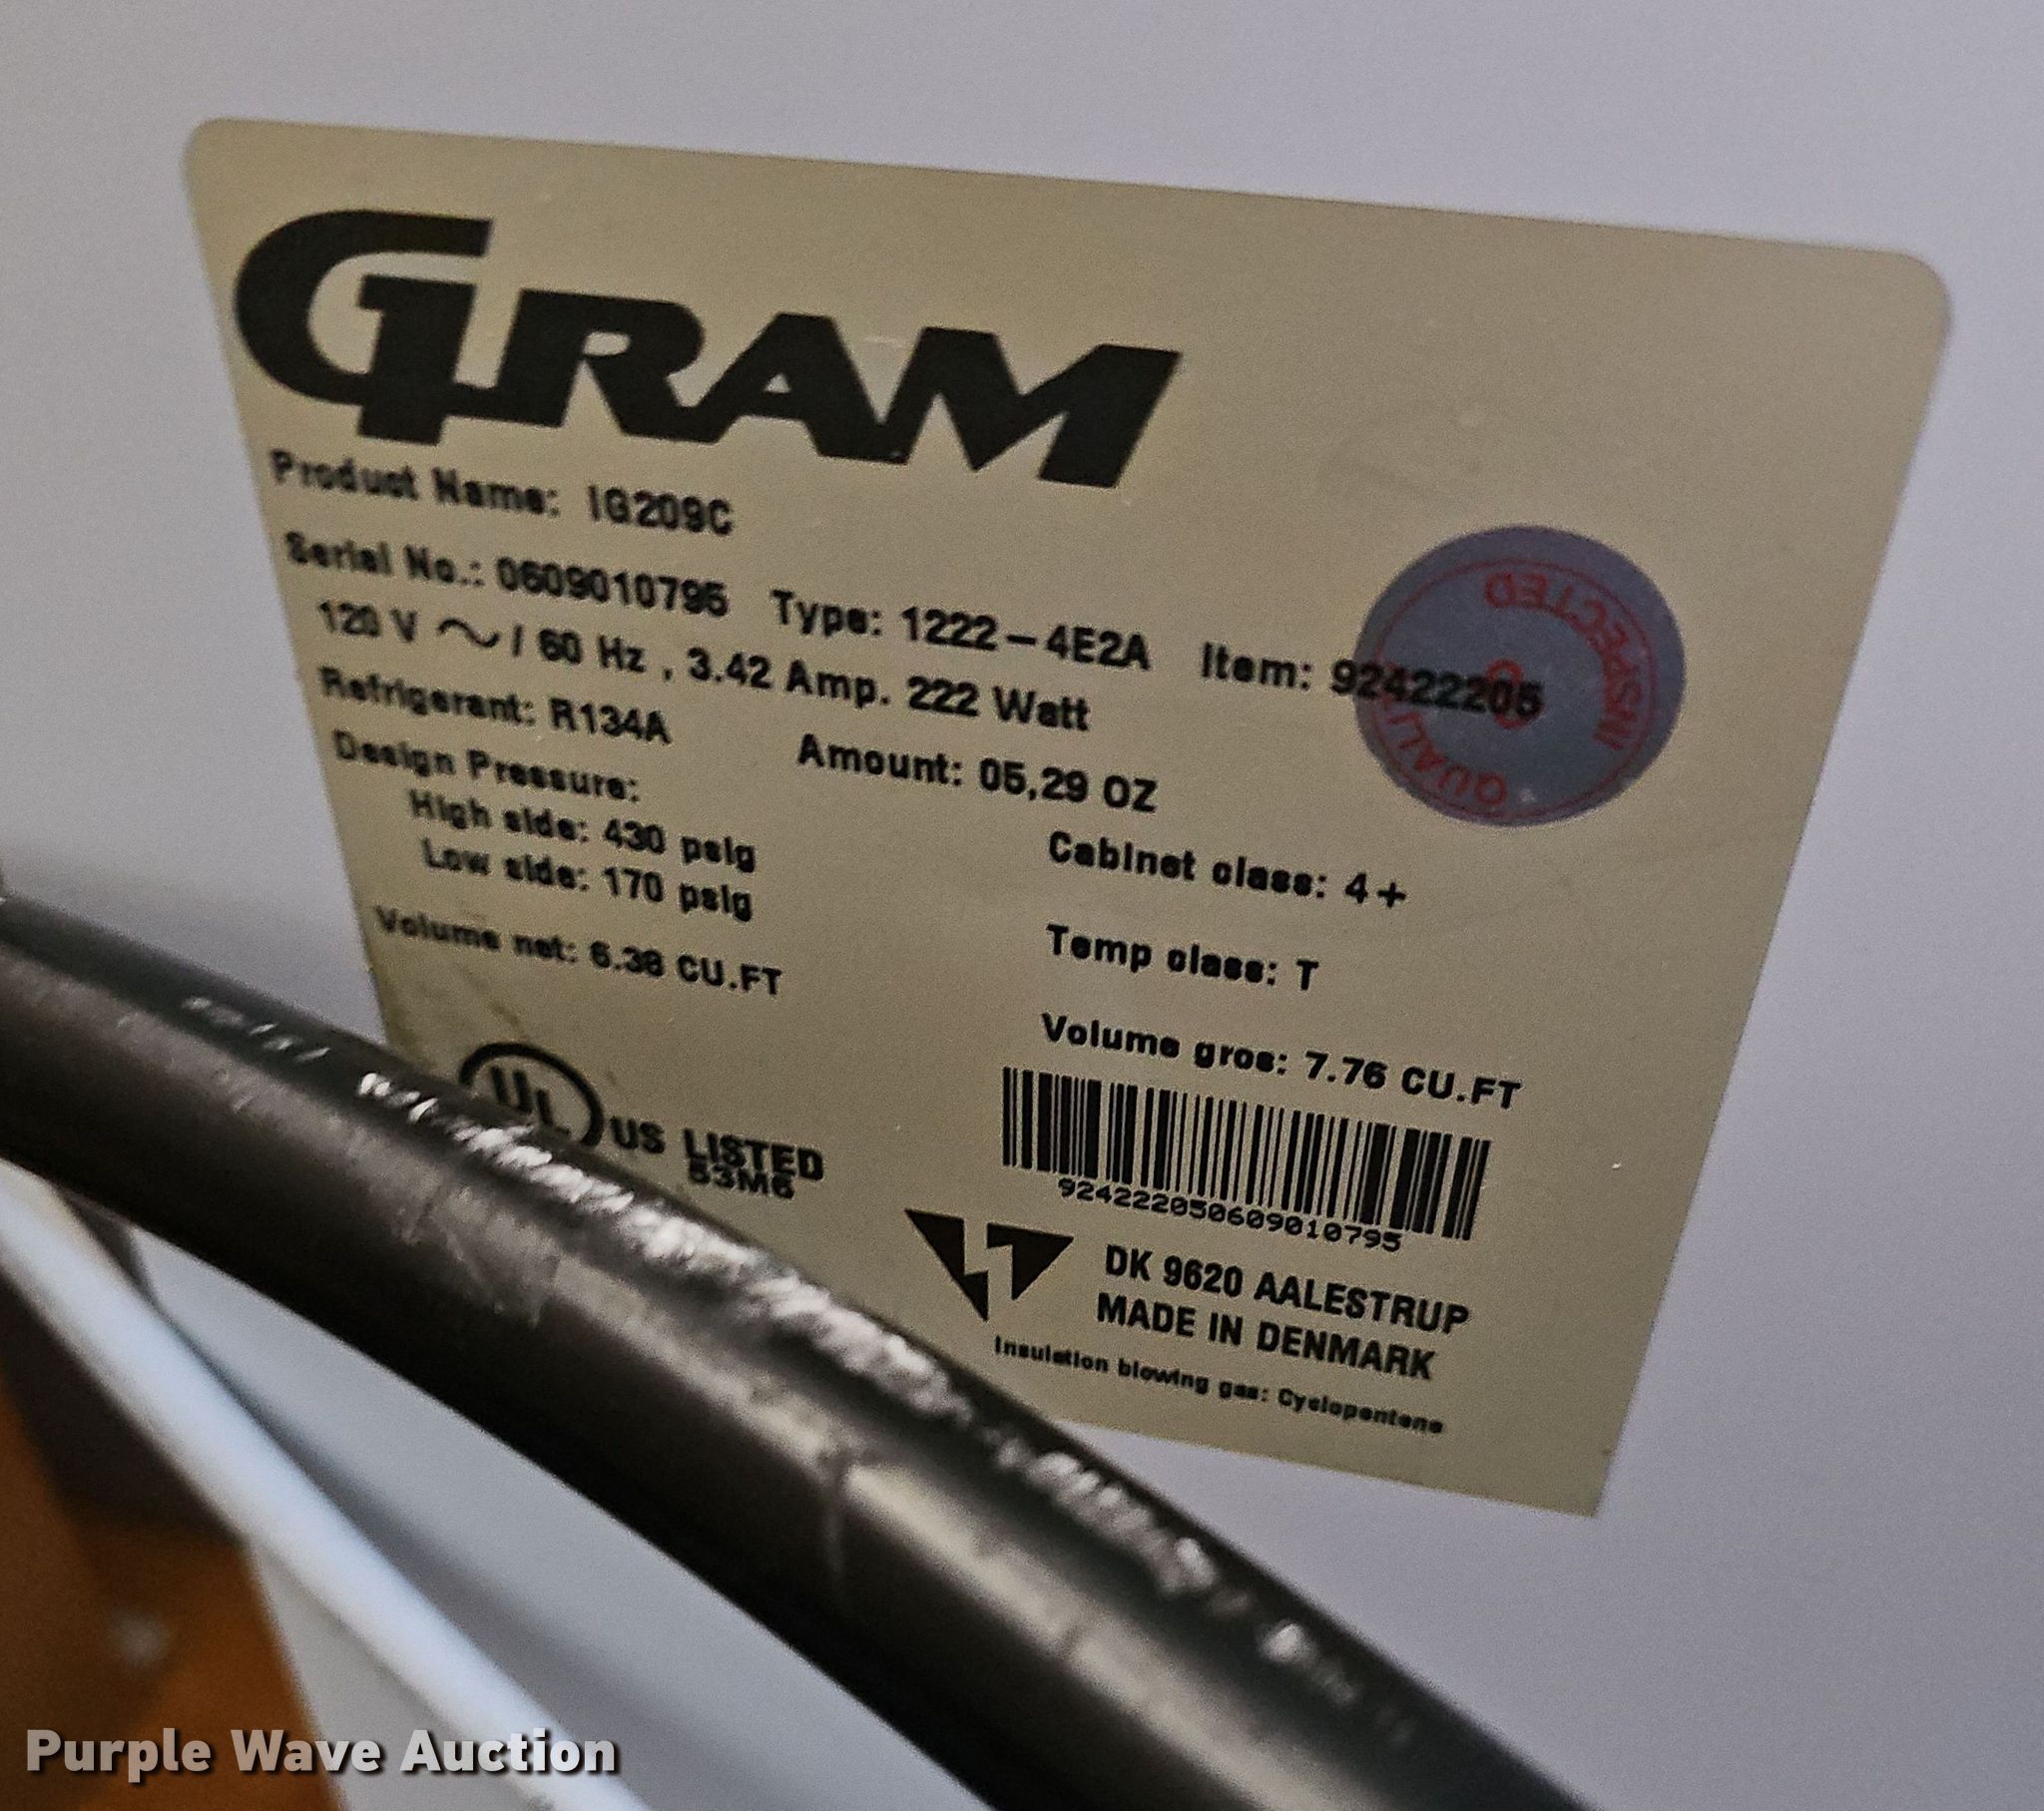 GRAM
Product Name: IG209C
Serial No.: 0609010795 Type: 1222-4E2A Item: 92422205
120 V ~ / 60 Hz , 3.42 Amp. 222 Watt
Refrigerant: R134A Amount: 05,29 OZ
Design Pressure:
High side: 430 psig
Low side: 170 psig
Cabinet class: 4+
Temp class: T
Volume net: 6.38 CU.FT
Volume gros: 7.76 CU.FT
QUALITY INSPECTED
UL US LISTED
53M6
924222050609010795
DK 9620 AALESTRUP
MADE IN DENMARK
Insulation blowing gas: Cyclopentene
Purple Wave Auction